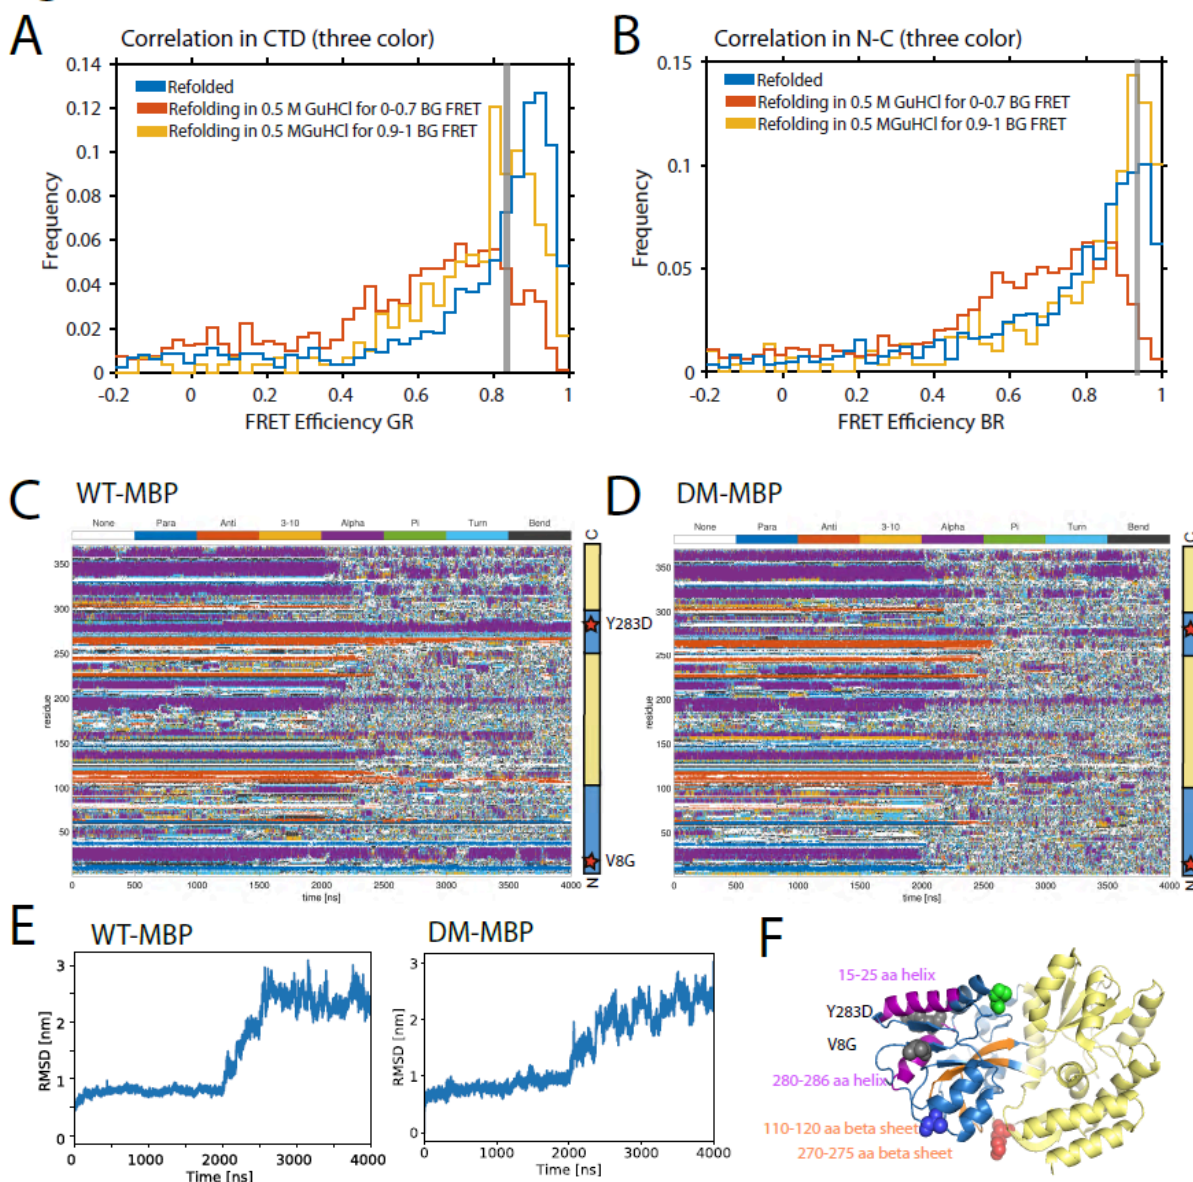 A
Correlation in CTD (three color)
0.14
0.12
0.1
0.08
0.06
0.04
0.02
0
Frequency
Refolded
Refolding in 0.5 M GuHCl for 0-0.7 BG FRET
Refolding in 0.5 MGuHCl for 0.9-1 BG FRET
-0.2 0 0.2 0.4 0.6 0.8 1
FRET Efficiency GR
B
Correlation in N-C (three color)
0.15
0.1
0.05
0
Frequency
Refolded
Refolding in 0.5 M GuHCl for 0-0.7 BG FRET
Refolding in 0.5 MGuHCl for 0.9-1 BG FRET
-0.2 0 0.2 0.4 0.6 0.8 1
FRET Efficiency BR
C
WT-MBP
None Para Anti 3-10 Alpha Pi Turn Bend
350
300
250
200
150
100
50
residue
0 500 1000 1500 2000 2500 3000 3500 4000
time [ns]
C
Y283D
V8G
N
D
DM-MBP
None Para Anti 3-10 Alpha Pi Turn Bend
350
300
250
200
150
100
50
residue
0 500 1000 1500 2000 2500 3000 3500 4000
time [ns]
C
N
E
WT-MBP
3
2
1
0
RMSD [nm]
0 1000 2000 3000 4000
Time [ns]
DM-MBP
3
2
1
0
RMSD [nm]
0 1000 2000 3000 4000
Time [ns]
F
15-25 aa helix
Y283D
V8G
280-286 aa helix
110-120 aa beta sheet
270-275 aa beta sheet